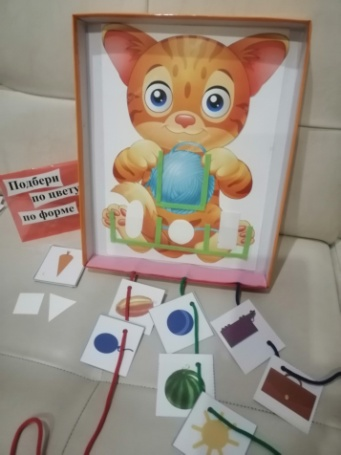 Подбери
по цвету
по форме